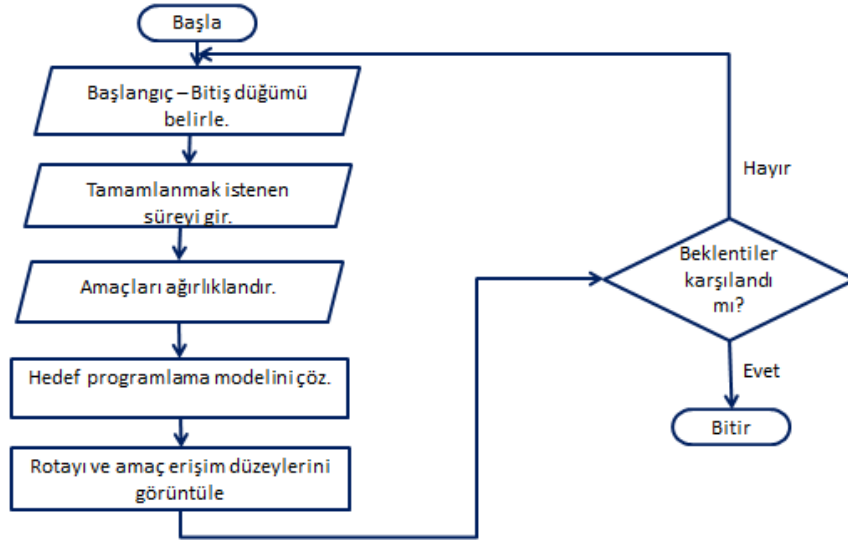 Başla
Başlangıç – Bitiş düğümü
belirle.
Tamamlanmak istenen
süreyi gir.
Amaçları ağırlıklandır.
Hedef programlama modelini çöz.
Rotayı ve amaç erişim düzeylerini
görüntüle
Hayır
Beklentiler
karşılandı
mı?
Evet
Bitir